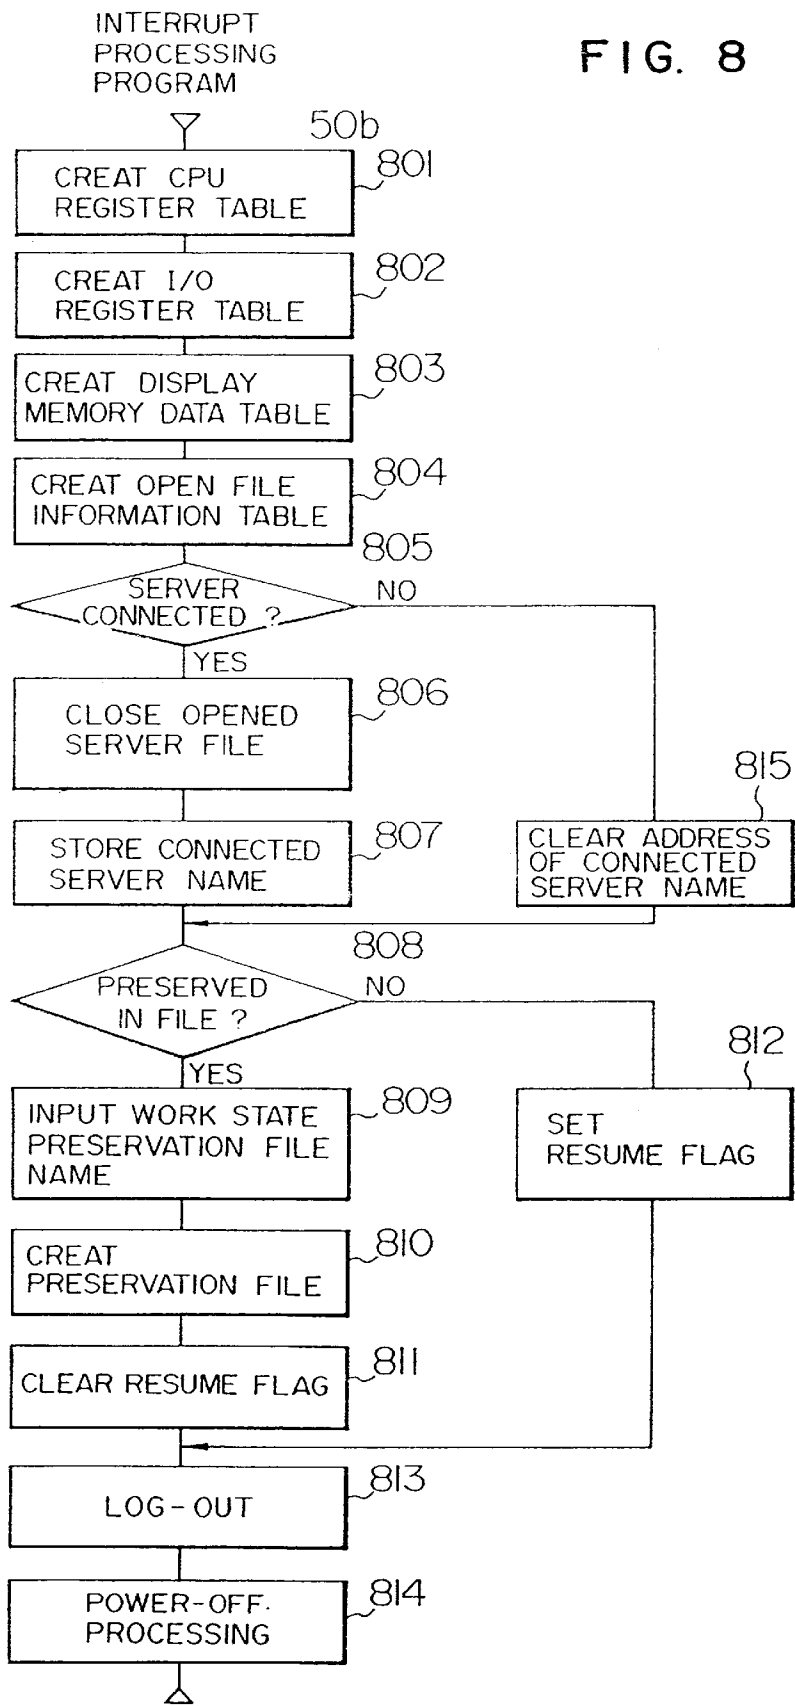 INTERRUPT
PROCESSING
PROGRAM
FIG. 8
50b
801
CREAT CPU
REGISTER TABLE
802
CREAT I/O
REGISTER TABLE
803
CREAT DISPLAY
MEMORY DATA TABLE
804
CREAT OPEN FILE
INFORMATION TABLE
805
SERVER
CONNECTED ?
NO
YES
806
CLOSE OPENED
SERVER FILE
815
CLEAR ADDRESS
OF CONNECTED
SERVER NAME
807
STORE CONNECTED
SERVER NAME
808
PRESERVED
IN FILE ?
NO
YES
812
SET
RESUME FLAG
809
INPUT WORK STATE
PRESERVATION FILE
NAME
810
CREAT
PRESERVATION FILE
811
CLEAR RESUME FLAG
813
LOG-OUT
814
POWER-OFF
PROCESSING